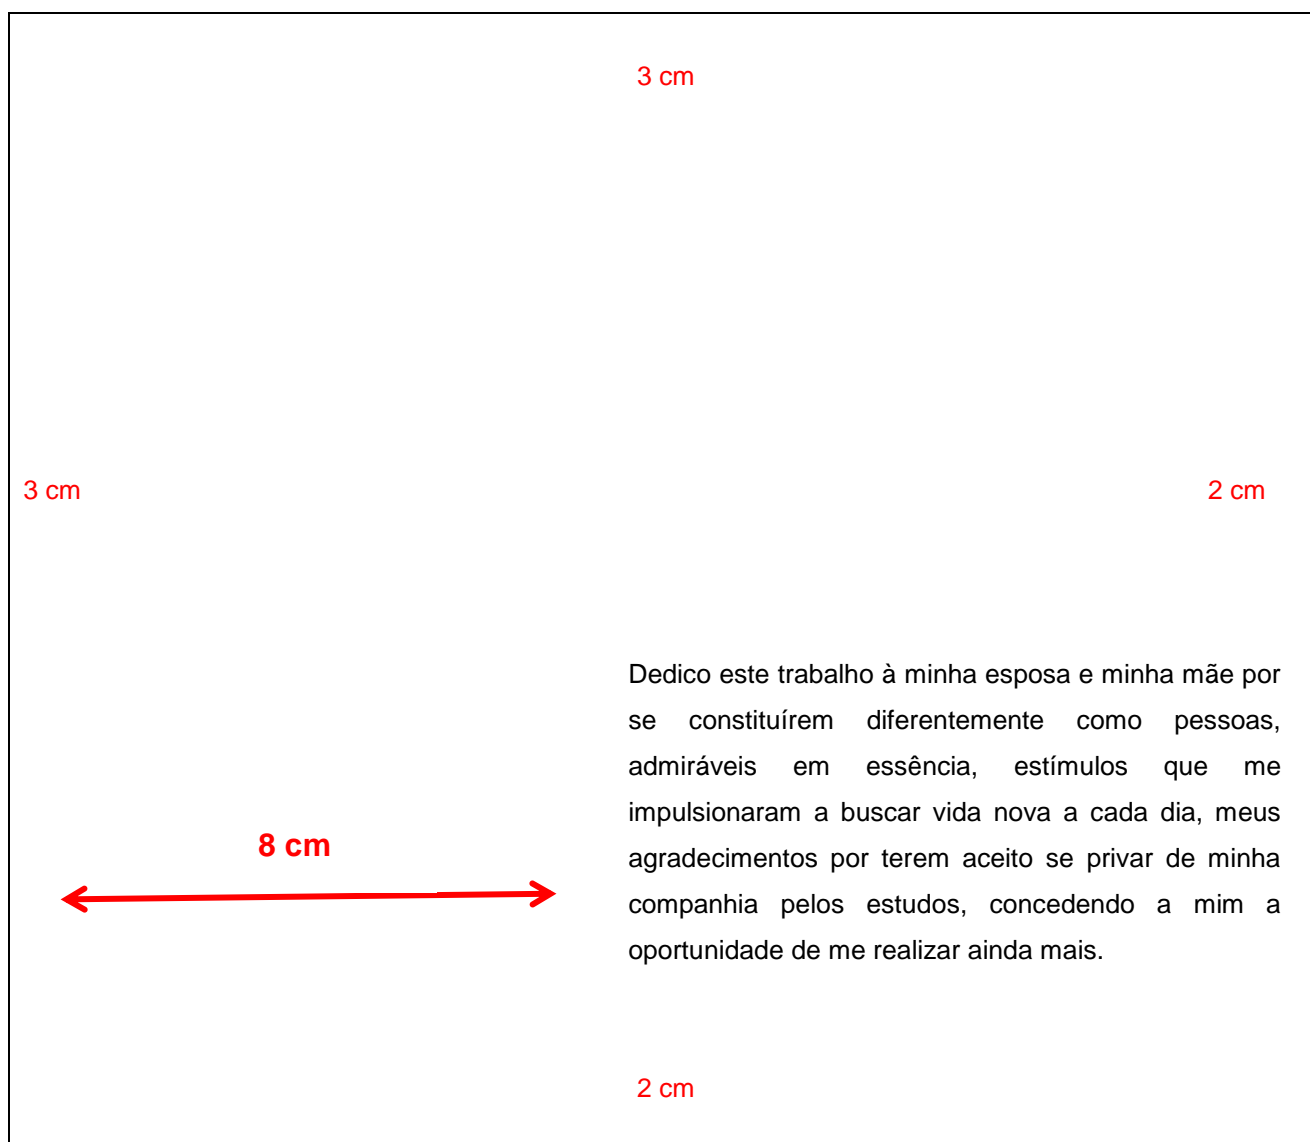 3 cm
3 cm
2 cm
Dedico este trabalho à minha esposa e minha mãe por
se constituírem diferentemente como pessoas,
admiráveis em essência, estímulos que me
impulsionaram a buscar vida nova a cada dia, meus
agradecimentos por terem aceito se privar de minha
companhia pelos estudos, concedendo a mim a
oportunidade de me realizar ainda mais.
8 cm
2 cm